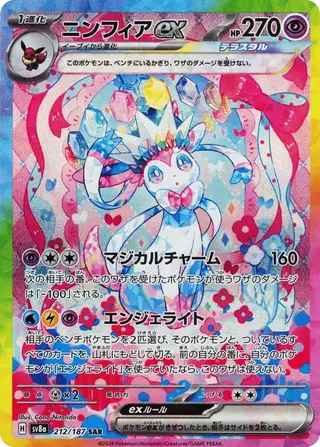 1進化
ニンフィアex
HP270
イーブイから進化
テラスタル
このポケモンは、ベンチにいるかぎり、ワザのダメージを受けない。
マジカルチャーム 160
次の相手の番、このワザを受けたポケモンが使うワザのダメージ
は「-100」される。
エンジェライト
相手のベンチポケモンを2匹選び、そのポケモンと、ついている
すべてのカードを、山札にもどして切る。前の自分の番に自分のポケ
モンが「エンジェライト」を使っていたなら、このワザは使えない。
弱点 ×2 抵抗力 にげる
exルール
ポケモンexがきぜつしたとき、相手はサイドを2枚とる。
Illus. Cona Nitanda
H sv8a 212/187 SAR
©2024 Pokémon/Nintendo/Creatures/GAME FREAK.